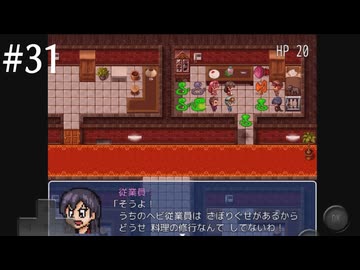 #31
HP 20
従業員
「そうよ！
うちのヘビ従業員は さぼりぐせがあるから
どうせ 料理の修行なんて してないわ！
OK